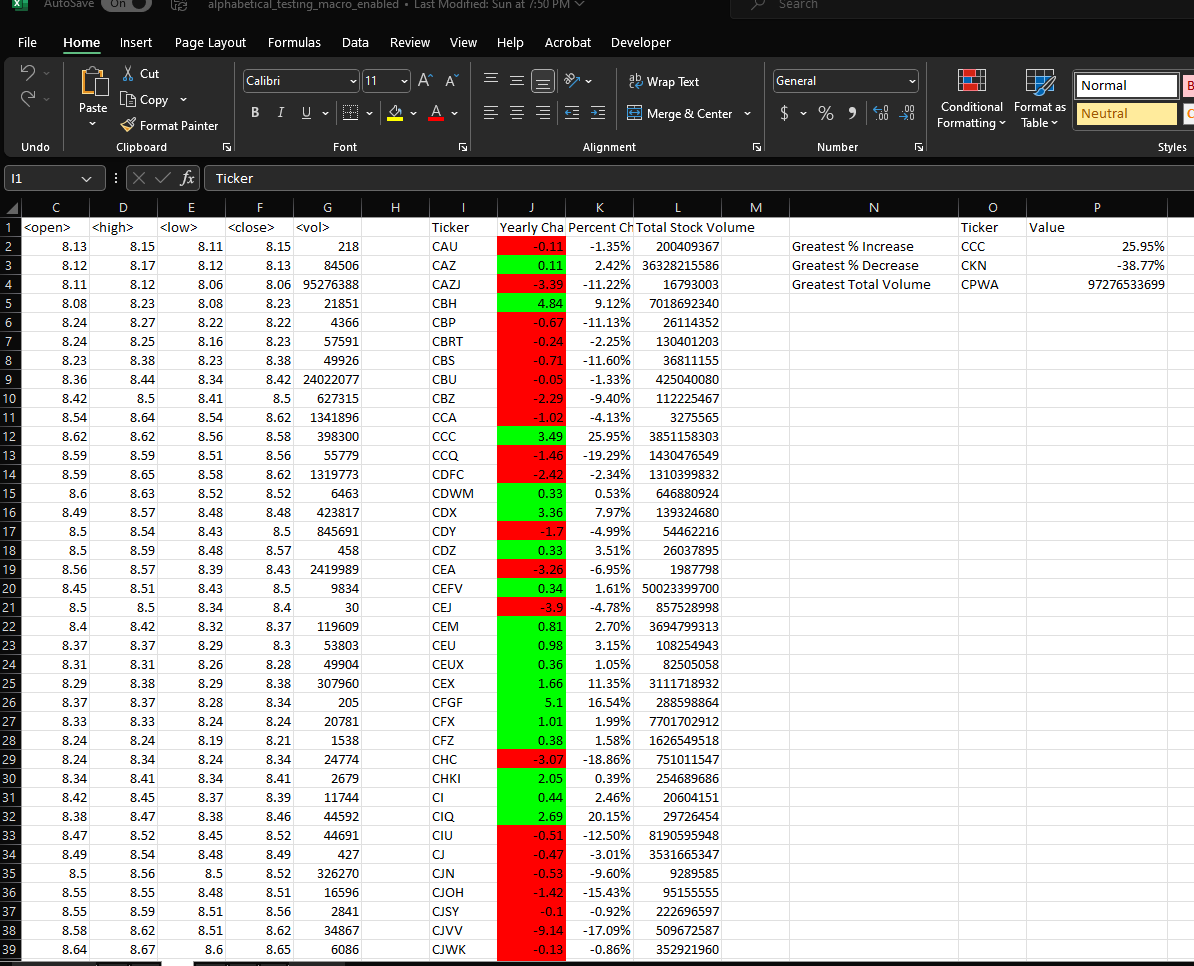 AutoSave On alphabetical_testing_macro_enabled • Last Modified: Sun at 7:50 PM Search
File Home Insert Page Layout Formulas Data Review View Help Acrobat Developer
Cut
Copy
Paste
Format Painter
Calibri 11
B I U
Wrap Text
Merge & Center
General
$ % 9
Conditional Formatting
Format as Table
Normal
Neutral
Undo Clipboard Font Alignment Number Styles
I1 fx Ticker
C D E F G H I J K L M N O P
1 <open> <high> <low> <close> <vol> Ticker Yearly Cha Percent Ch Total Stock Volume Ticker Value
2 8.13 8.15 8.11 8.15 218 CAU -0.11 -1.35% 200409367 Greatest % Increase CCC 25.95%
3 8.12 8.17 8.12 8.13 84506 CAZ 0.11 2.42% 36328215586 Greatest % Decrease CKN -38.77%
4 8.11 8.12 8.06 8.06 95276388 CAZJ -3.39 -11.22% 16793003 Greatest Total Volume CPWA 97276533699
5 8.08 8.23 8.08 8.23 21851 CBH 4.84 9.12% 7018692340
6 8.24 8.27 8.22 8.22 4366 CBP -0.67 -11.13% 26114352
7 8.24 8.25 8.16 8.23 57591 CBRT -0.24 -2.25% 130401203
8 8.23 8.38 8.23 8.38 49926 CBS -0.71 -11.60% 36811155
9 8.36 8.44 8.34 8.42 24022077 CBU -0.05 -1.33% 425040080
10 8.42 8.5 8.41 8.5 627315 CBZ -2.29 -9.40% 112225467
11 8.54 8.64 8.54 8.62 1341896 CCA -1.02 -4.13% 3275565
12 8.62 8.62 8.56 8.58 398300 CCC 3.49 25.95% 3851158303
13 8.59 8.59 8.51 8.56 55779 CCQ -1.46 -19.29% 1430476549
14 8.59 8.65 8.58 8.62 1319773 CDFC -2.42 -2.34% 1310399832
15 8.6 8.63 8.52 8.52 6463 CDWM 0.33 0.53% 646880924
16 8.49 8.57 8.48 8.48 423817 CDX 3.36 7.97% 139324680
17 8.5 8.54 8.43 8.5 845691 CDY -1.7 -4.99% 54462216
18 8.5 8.59 8.48 8.57 458 CDZ 0.33 3.51% 26037895
19 8.56 8.57 8.39 8.43 2419989 CEA -3.26 -6.95% 1987798
20 8.45 8.51 8.43 8.5 9834 CEFV 0.34 1.61% 50023399700
21 8.5 8.5 8.34 8.4 30 CEJ -3.9 -4.78% 857528998
22 8.4 8.42 8.32 8.37 119609 CEM 0.81 2.70% 3694799313
23 8.37 8.37 8.29 8.3 53803 CEU 0.98 3.15% 108254943
24 8.31 8.31 8.26 8.28 49904 CEUX 0.36 1.05% 82505058
25 8.29 8.38 8.29 8.38 307960 CEX 1.66 11.35% 3111718932
26 8.37 8.37 8.28 8.34 205 CFGF 5.1 16.54% 288598864
27 8.33 8.33 8.24 8.24 20781 CFX 1.01 1.99% 7701702912
28 8.24 8.24 8.19 8.21 1538 CFZ 0.38 1.58% 1626549518
29 8.24 8.34 8.24 8.34 24774 CHC -3.07 -18.86% 751011547
30 8.34 8.41 8.34 8.41 2679 CHKI 2.05 0.39% 254689686
31 8.42 8.45 8.37 8.39 11744 CI 0.44 2.46% 20604151
32 8.38 8.47 8.38 8.46 44592 CIQ 2.69 20.15% 29726454
33 8.47 8.52 8.45 8.52 44691 CIU -0.51 -12.50% 8190595948
34 8.49 8.54 8.48 8.49 427 CJ -0.47 -3.01% 3531665347
35 8.5 8.56 8.5 8.52 326270 CJN -0.53 -9.60% 9289585
36 8.55 8.55 8.48 8.51 16596 CJOH -1.42 -15.43% 95155555
37 8.55 8.59 8.51 8.56 2841 CJSY -0.1 -0.92% 222696597
38 8.58 8.62 8.51 8.62 34867 CJVV -9.14 -17.09% 509672587
39 8.64 8.67 8.6 8.65 6086 CJWK -0.13 -0.86% 352921960